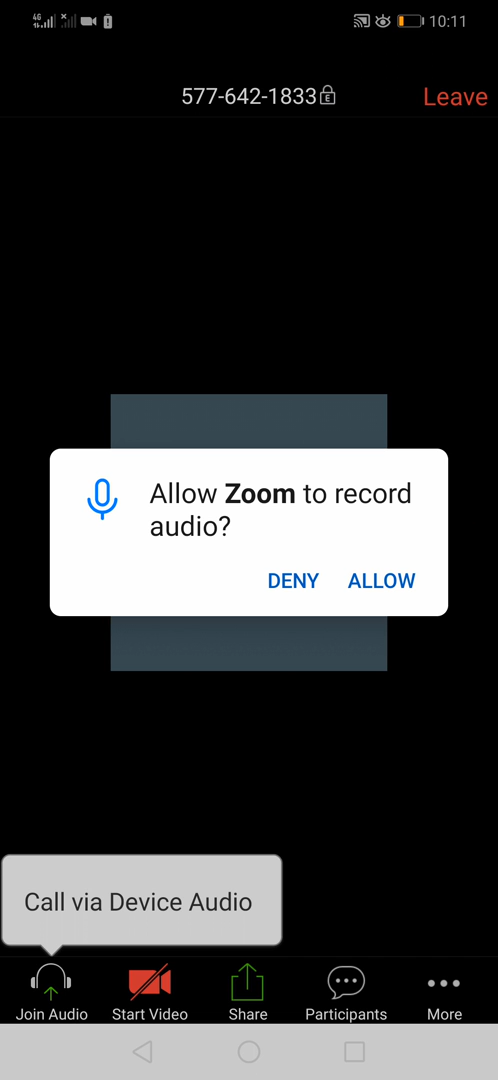 4G 10:11
577-642-1833 Leave
Allow Zoom to record
audio?
DENY ALLOW
Call via Device Audio
Join Audio Start Video Share Participants More